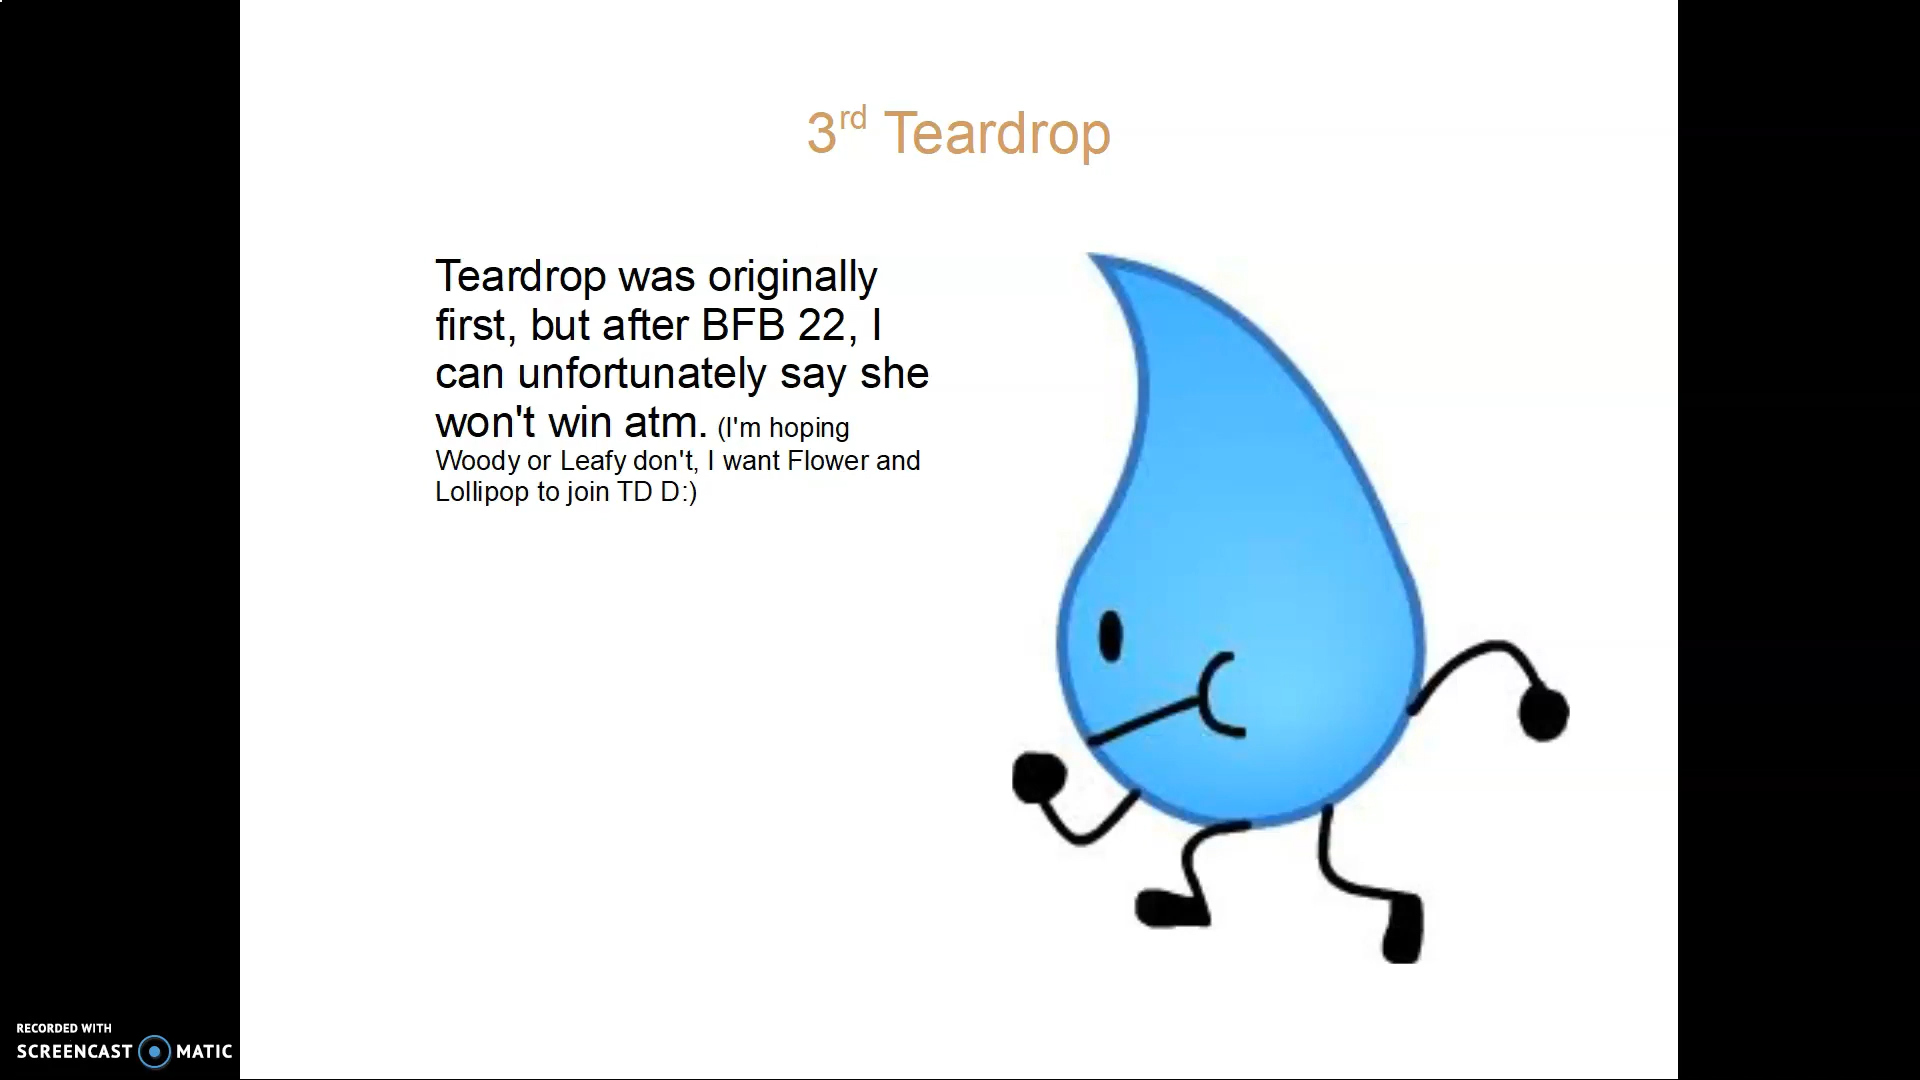 3rd Teardrop
Teardrop was originally
first, but after BFB 22, I
can unfortunately say she
won't win atm. (I'm hoping
Woody or Leafy don't, I want Flower and
Lollipop to join TD D:)
RECORDED WITH
SCREENCAST MATIC